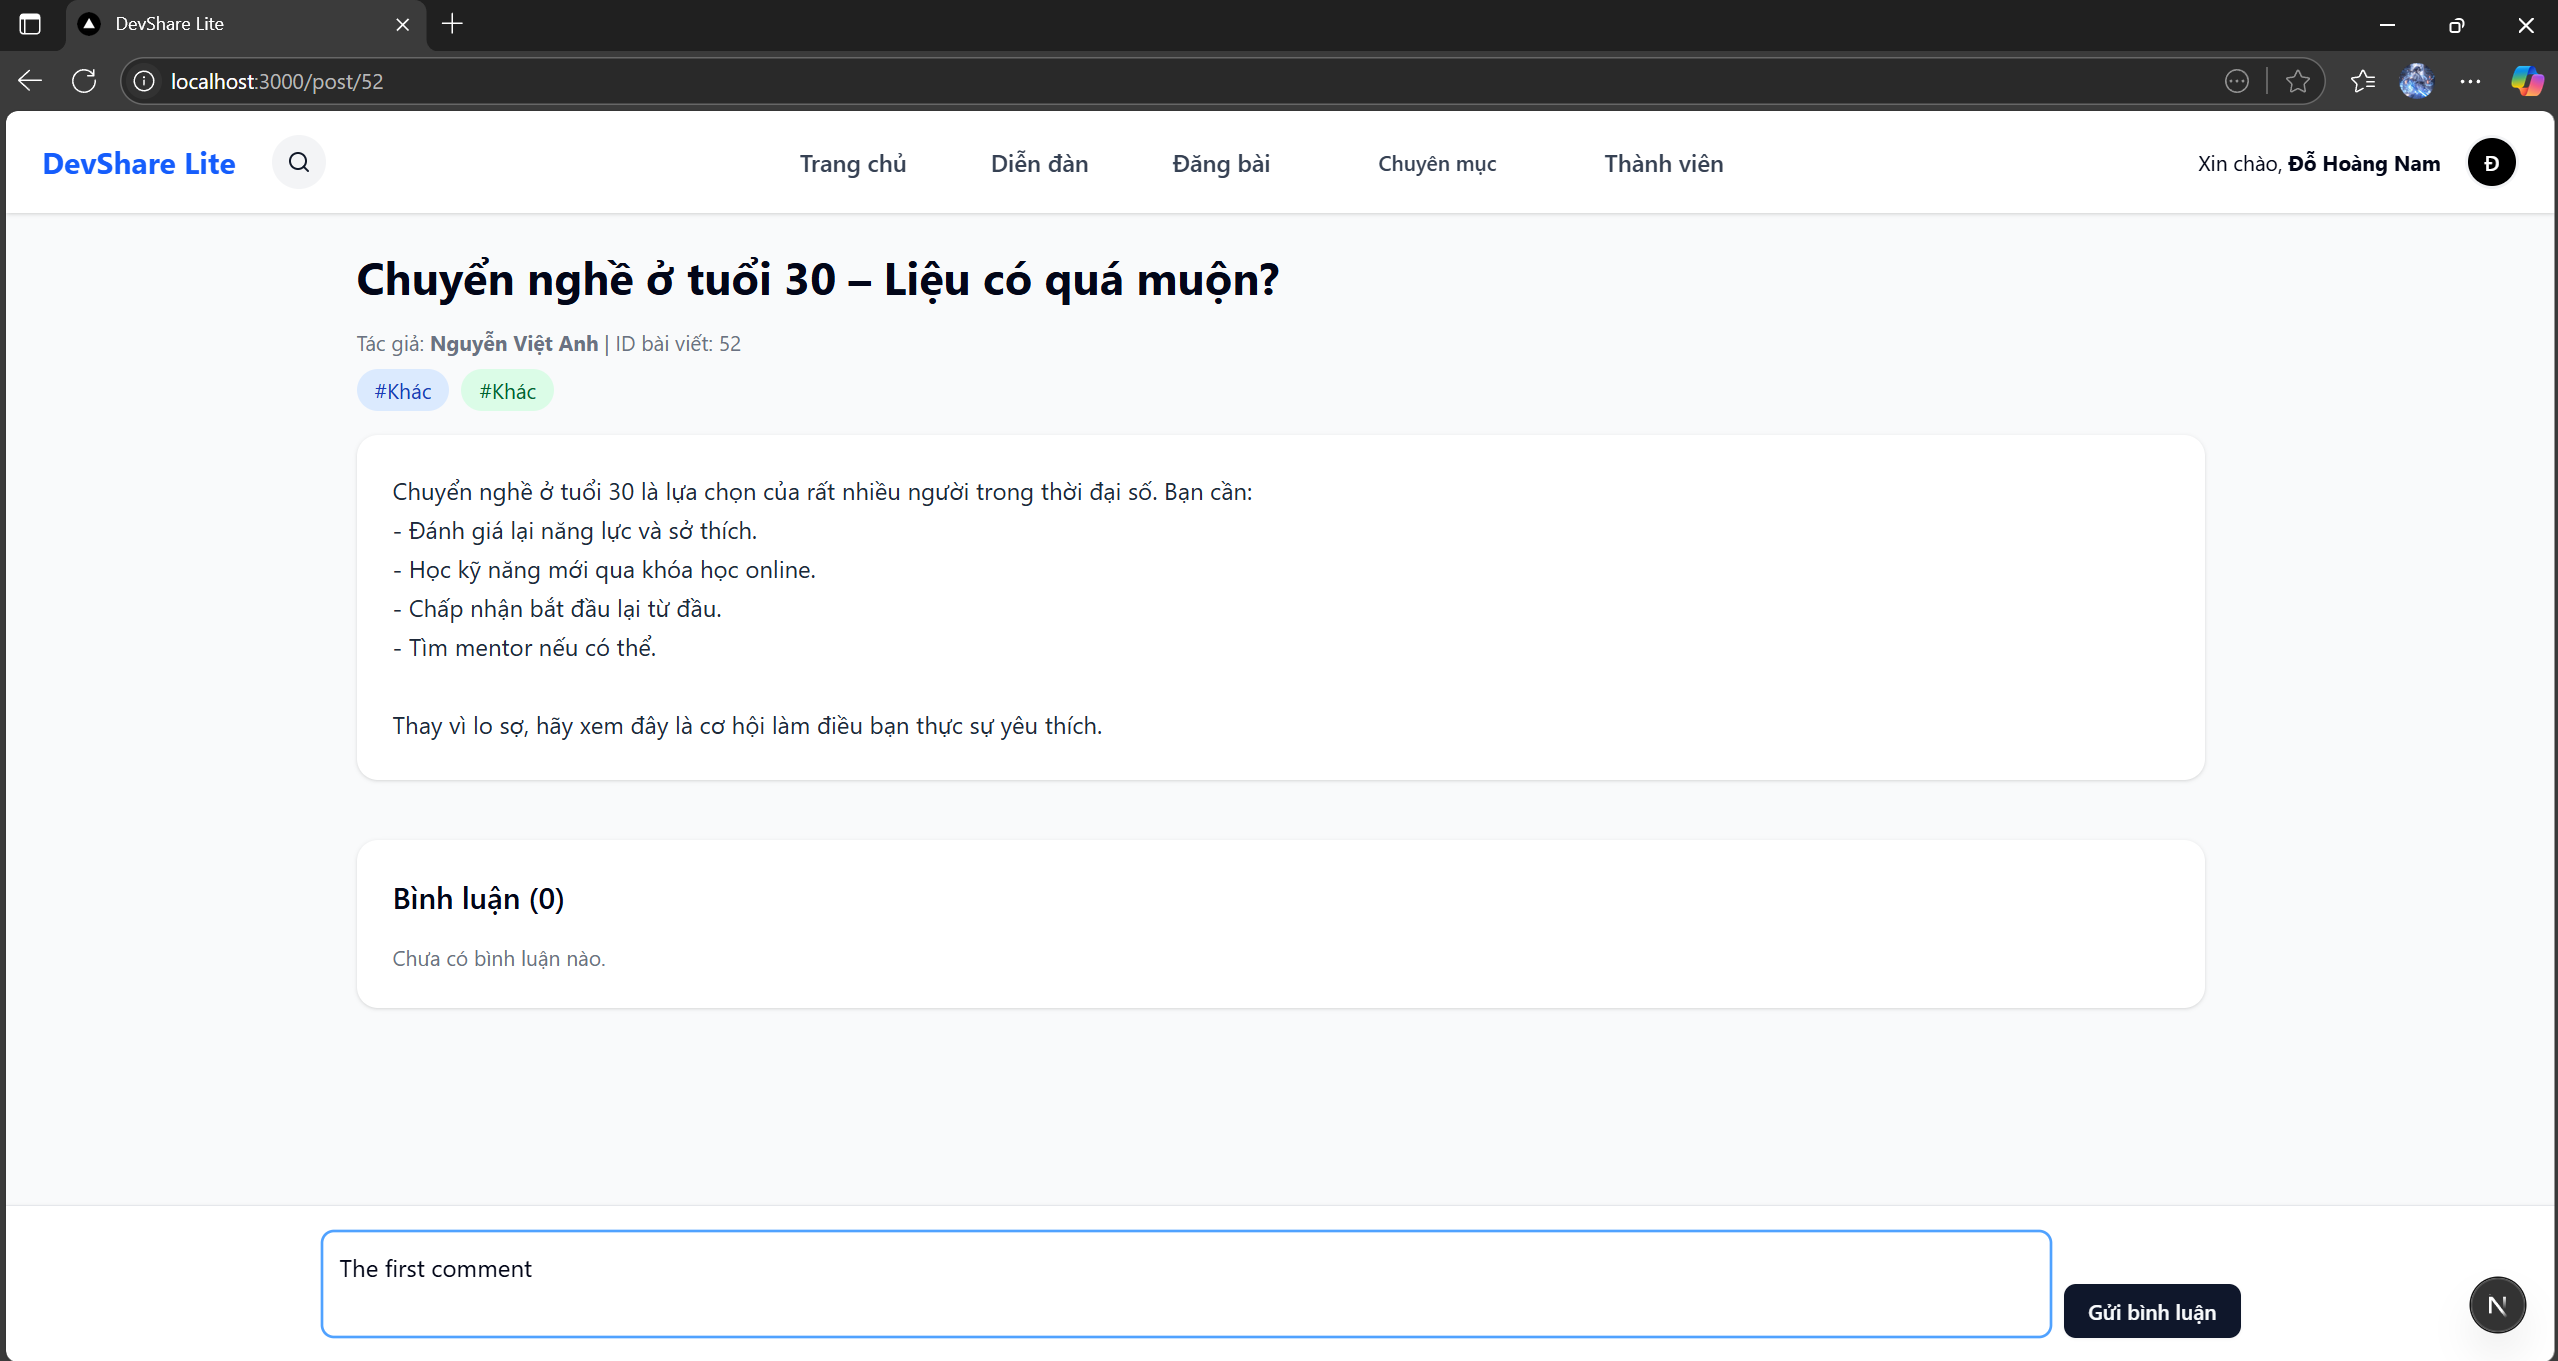 DevShare Lite
localhost:3000/post/52
DevShare Lite
Trang chủ
Diễn đàn
Đăng bài
Chuyên mục
Thành viên
Xin chào, Đỗ Hoàng Nam
Đ
Chuyển nghề ở tuổi 30 – Liệu có quá muộn?
Tác giả: Nguyễn Việt Anh | ID bài viết: 52
#Khác #Khác
Chuyển nghề ở tuổi 30 là lựa chọn của rất nhiều người trong thời đại số. Bạn cần:
- Đánh giá lại năng lực và sở thích.
- Học kỹ năng mới qua khóa học online.
- Chấp nhận bắt đầu lại từ đầu.
- Tìm mentor nếu có thể.
Thay vì lo sợ, hãy xem đây là cơ hội làm điều bạn thực sự yêu thích.
Bình luận (0)
Chưa có bình luận nào.
The first comment
Gửi bình luận
N